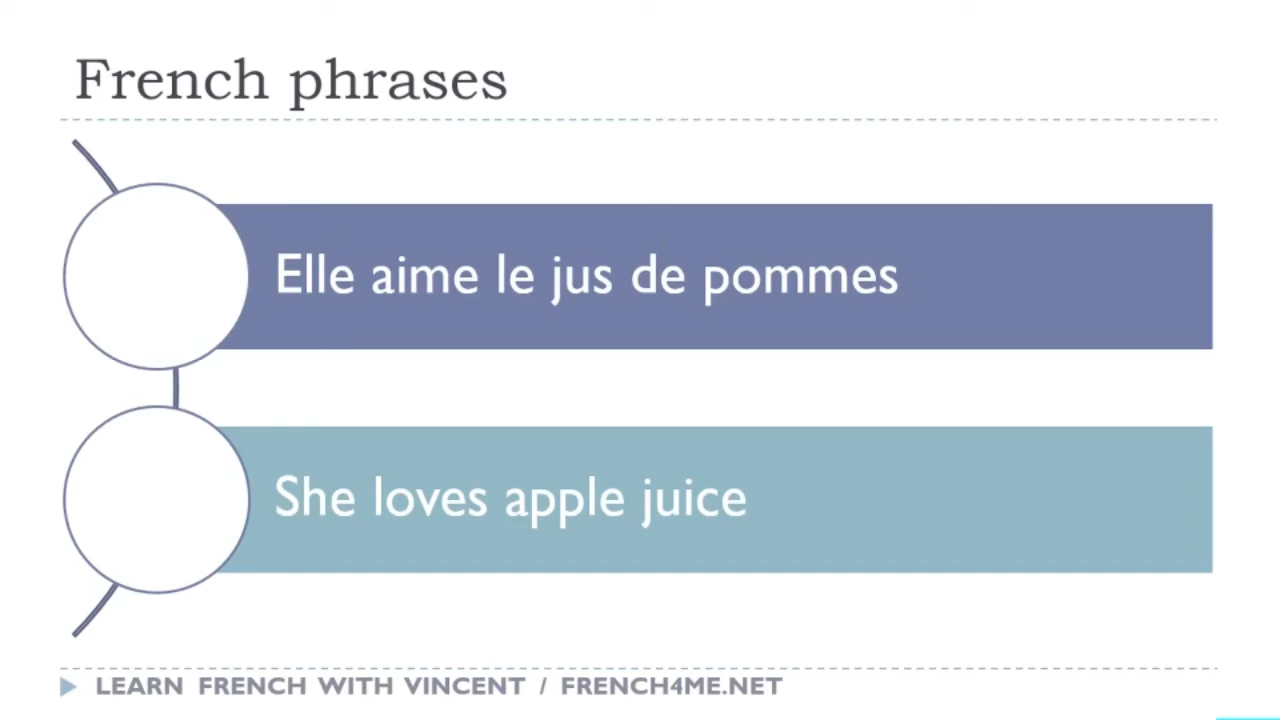 French phrases
Elle aime le jus de pommes
She loves apple juice
LEARN FRENCH WITH VINCENT / FRENCH4ME.NET